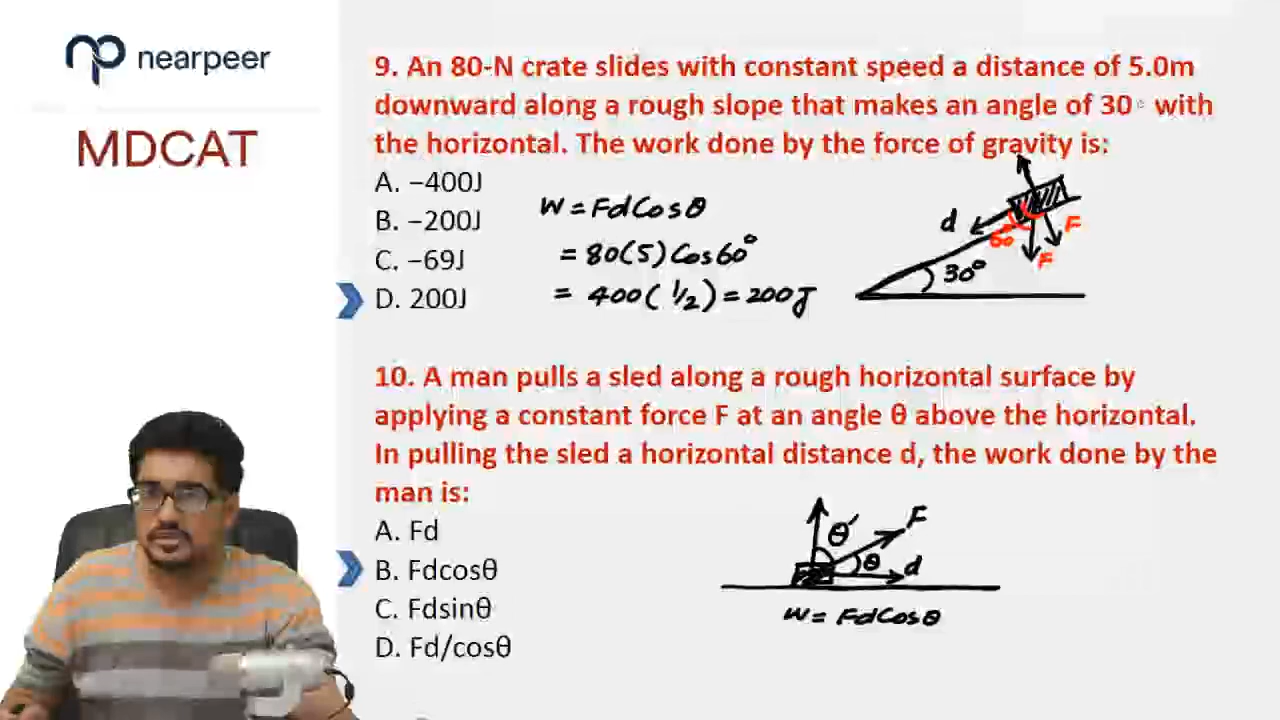 nearpeer
MDCAT
9. An 80-N crate slides with constant speed a distance of 5.0m
downward along a rough slope that makes an angle of 30° with
the horizontal. The work done by the force of gravity is:
A. −400J
B. −200J
C. −69J
D. 200J
W = FdCosθ
= 80(5) Cos60°
= 400(1/2) = 200J
d
60
F
F
30°
10. A man pulls a sled along a rough horizontal surface by
applying a constant force F at an angle θ above the horizontal.
In pulling the sled a horizontal distance d, the work done by the
man is:
A. Fd
B. Fdcosθ
C. Fdsinθ
D. Fd/cosθ
θ'
F
θ
d
W = FdCosθ